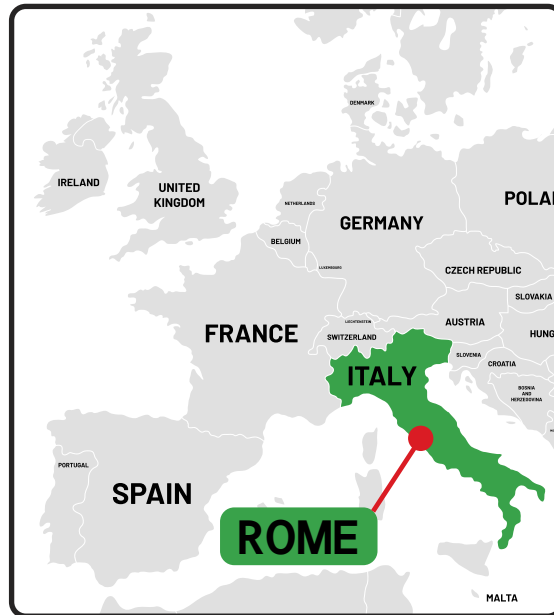 DENMARK
IRELAND
UNITED
KINGDOM
NETHERLANDS
POLA
GERMANY
BELGIUM
LUXEMBOURG
CZECH REPUBLIC
SLOVAKIA
LIECHTENSTEIN
AUSTRIA
FRANCE
SWITZERLAND
HUNG
SLOVENIA
CROATIA
ITALY
BOSNIA
AND
HERZEGOVINA
PORTUGAL
SPAIN
ROME
MALTA